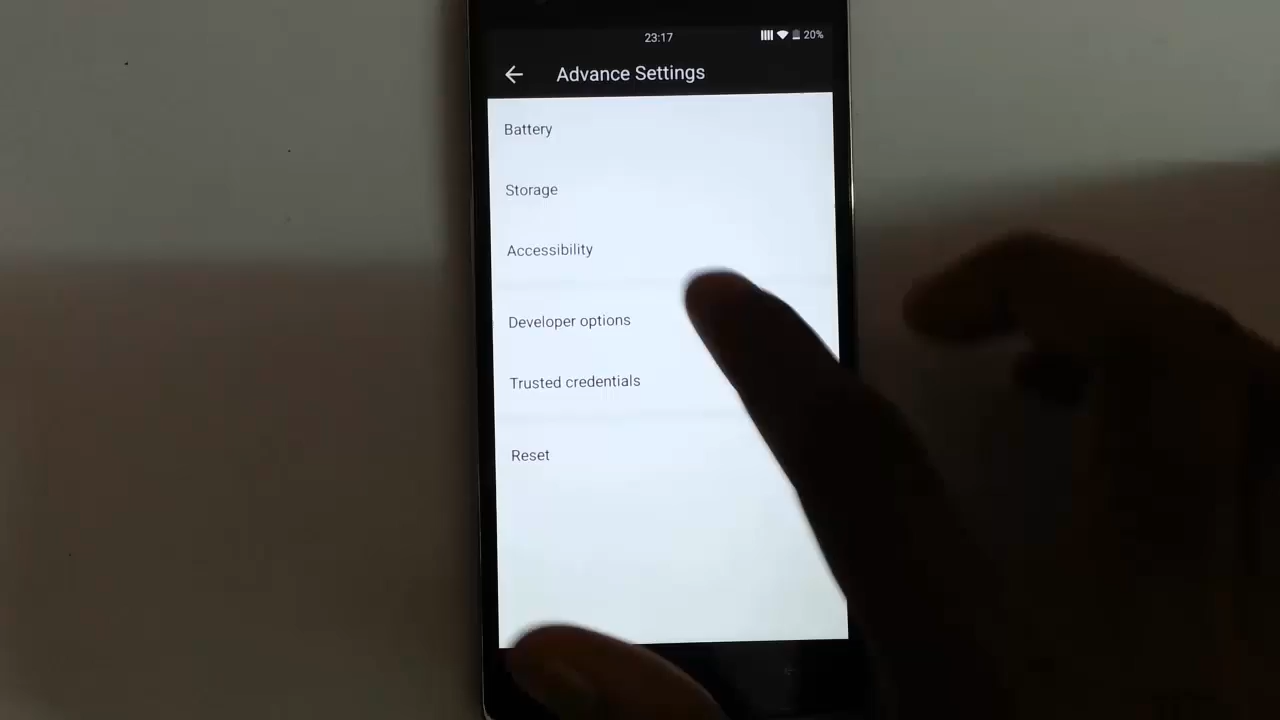 23:17
20%
Advance Settings
Battery
Storage
Accessibility
Developer options
Trusted credentials
Reset